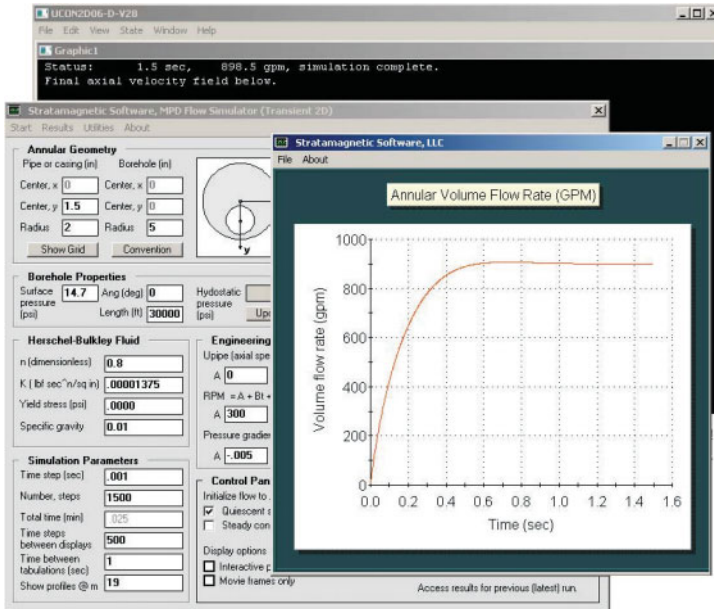 UCON2D06-D-V28
File Edit View State Window Help
Graphic1
Status: 1.5 sec, 898.5 gpm, simulation complete.
Final axial velocity field below.
Stratamagnetic Software, MPD Flow Simulator (Transient 2D)
Start Results Utilities About
Annular Geometry
Pipe or casing (in) Borehole (in)
Center, x 0 Center, x 0
Center, y 1.5 Center, y 0
Radius 2 Radius 5
Show Grid Convention
y
Borehole Properties
Surface pressure (psi) 14.7 Ang (deg) 0
Length (ft) 30000
Hydostatic pressure (psi)
Herschel-Bulkley Fluid
n (dimensionless) 0.8
K ( lbf sec^n/sq in) .00001375
Yield stress (psi) .0000
Specific gravity 0.01
Engineering
Upipe (axial spe
A 0
RPM = A + Bt +
A 300
Pressure gradie
A -.005
Simulation Parameters
Time step (sec) .001
Number, steps 1500
Total time (min) .025
Time steps between displays 500
Time between tabulations (sec) 1
Show profiles @ m 19
Control Pan
Initialize flow to
Quiescent s
Steady con
Display options
Interactive p
Movie frames only
Access results for previous (latest) run.
Stratamagnetic Software, LLC
File About
Annular Volume Flow Rate (GPM)
Volume flow rate (gpm)
1000
800
600
400
200
0
0.0 0.2 0.4 0.6 0.8 1.0 1.2 1.4 1.6
Time (sec)